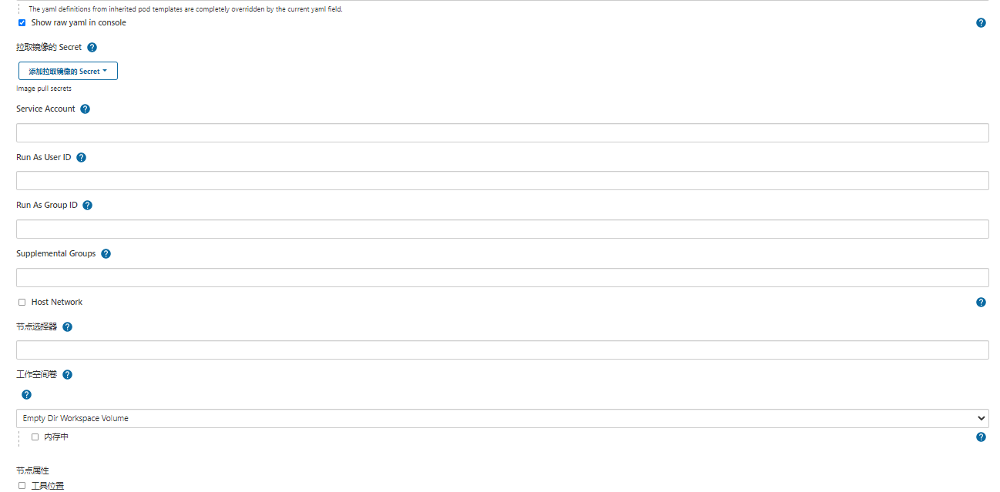 The yaml definitions from inherited pod templates are completely overridden by the current yaml field.
Show raw yaml in console
拉取镜像的 Secret
添加拉取镜像的 Secret
Image pull secrets
Service Account
Run As User ID
Run As Group ID
Supplemental Groups
Host Network
节点选择器
工作空间卷
Empty Dir Workspace Volume
内存中
节点属性
工具位置